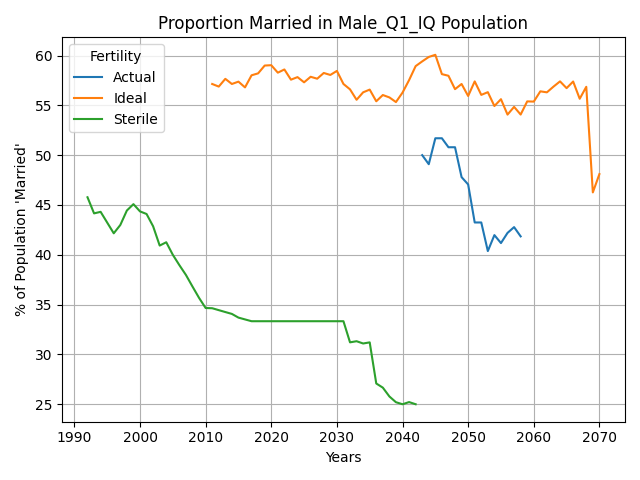 Proportion Married in Male_Q1_IQ Population
Fertility
Actual
Ideal
Sterile
% of Population 'Married'
60
55
50
45
40
35
30
25
1990
2000
2010
2020
2030
2040
2050
2060
2070
Years